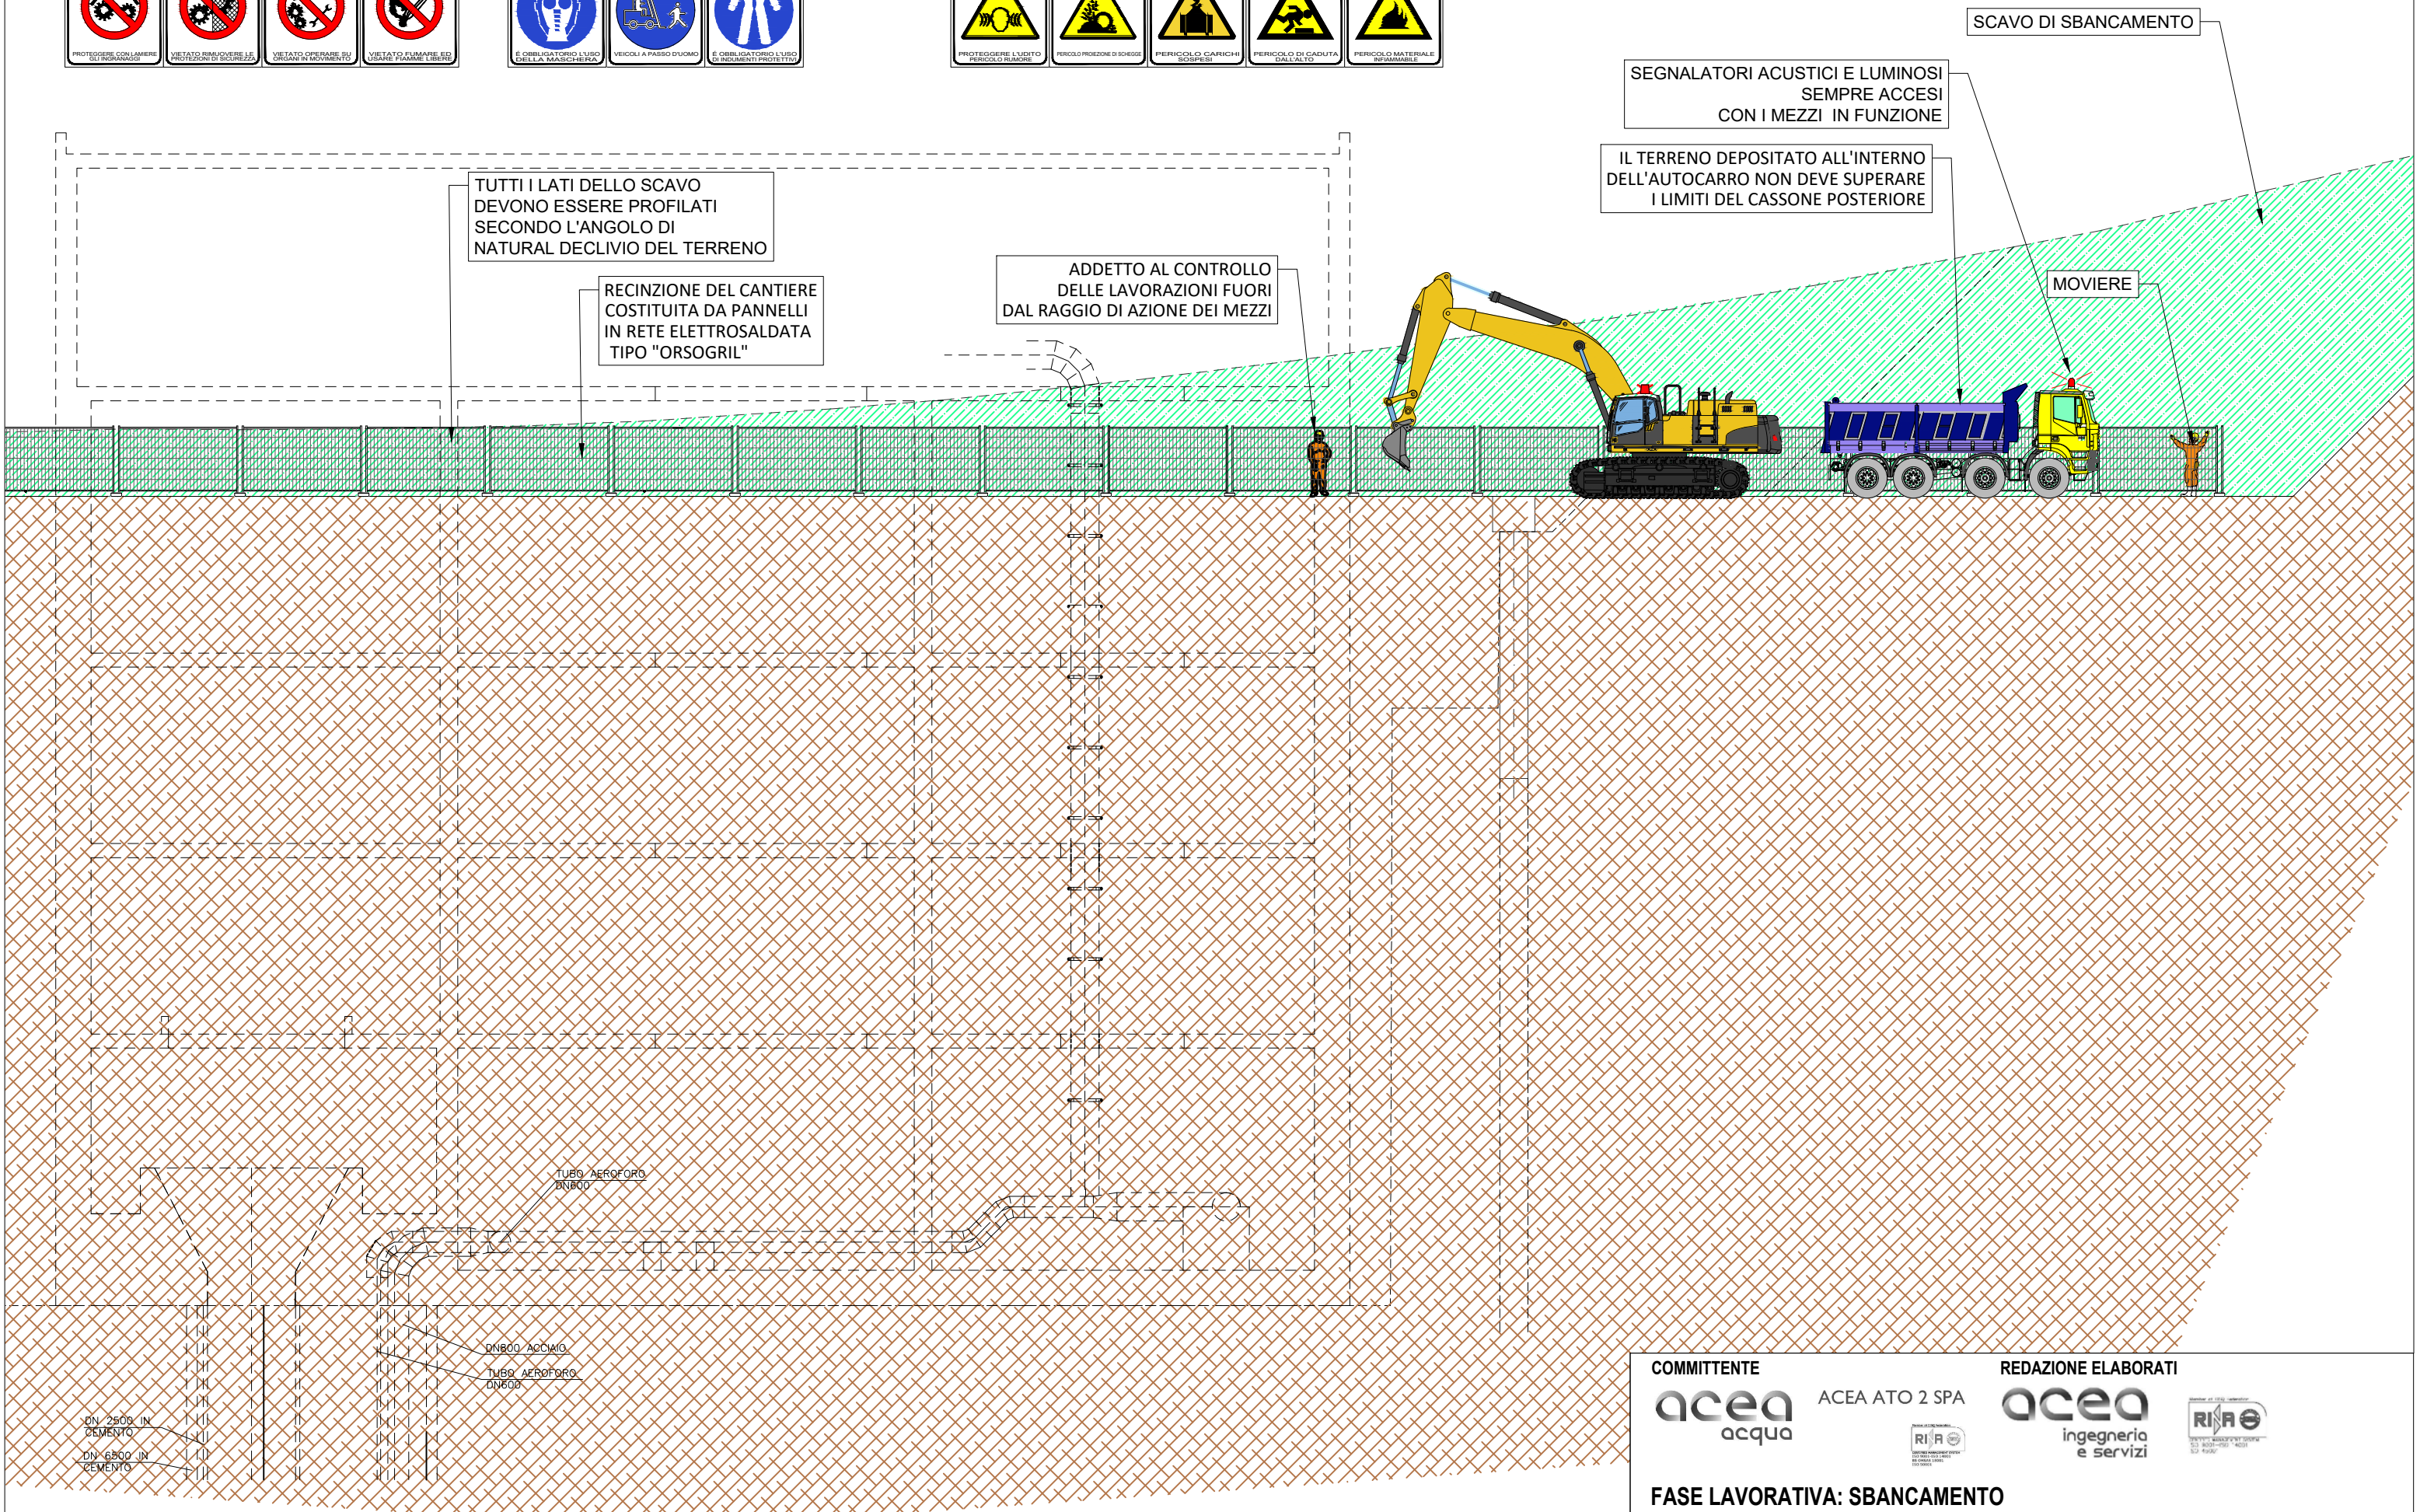 PROTEGGERE CON LAMIERE
GLI INGRANAGGI
VIETATO RIMUOVERE LE
PROTEZIONI DI SICUREZZA
VIETATO OPERARE SU
ORGANI IN MOVIMENTO
VIETATO FUMARE ED
USARE FIAMME LIBERE
É OBBLIGATORIO L'USO
DELLA MASCHERA
VEICOLI A PASSO D'UOMO
É OBBLIGATORIO L'USO
DI INDUMENTI PROTETTIVI
PROTEGGERE L'UDITO
PERICOLO RUMORE
PERICOLO PROIEZIONE DI SCHEGGE
PERICOLO CARICHI
SOSPESI
PERICOLO DI CADUTA
DALL'ALTO
PERICOLO MATERIALE
INFIAMMABILE
SCAVO DI SBANCAMENTO
SEGNALATORI ACUSTICI E LUMINOSI
SEMPRE ACCESI
CON I MEZZI IN FUNZIONE
IL TERRENO DEPOSITATO ALL'INTERNO
DELL'AUTOCARRO NON DEVE SUPERARE
I LIMITI DEL CASSONE POSTERIORE
TUTTI I LATI DELLO SCAVO
DEVONO ESSERE PROFILATI
SECONDO L'ANGOLO DI
NATURAL DECLIVIO DEL TERRENO
ADDETTO AL CONTROLLO
DELLE LAVORAZIONI FUORI
DAL RAGGIO DI AZIONE DEI MEZZI
MOVIERE
RECINZIONE DEL CANTIERE
COSTITUITA DA PANNELLI
IN RETE ELETTROSALDATA
TIPO "ORSOGRIL"
TUBO AEROFORO
DN600
DN800 ACCIAIO
TUBO AEROFORO
DN600
DN 2500 IN
CEMENTO
DN 6500 IN
CEMENTO
COMMITTENTE
REDAZIONE ELABORATI
acea
acqua
ACEA ATO 2 SPA
RINA
acea
ingegneria
e servizi
RINA
FASE LAVORATIVA: SBANCAMENTO